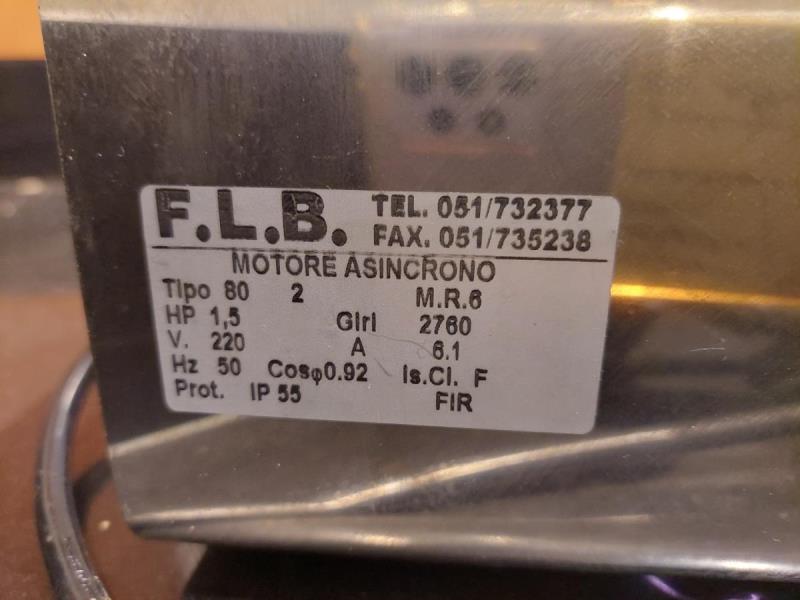 F.L.B.
TEL. 051/732377
FAX. 051/735238
MOTORE ASINCRONO
Tipo 80 2 M.R.6
HP 1,5 Giri 2760
V. 220 A 6.1
Hz 50 Cosφ0.92 Is.Cl. F
Prot. IP 55 FIR